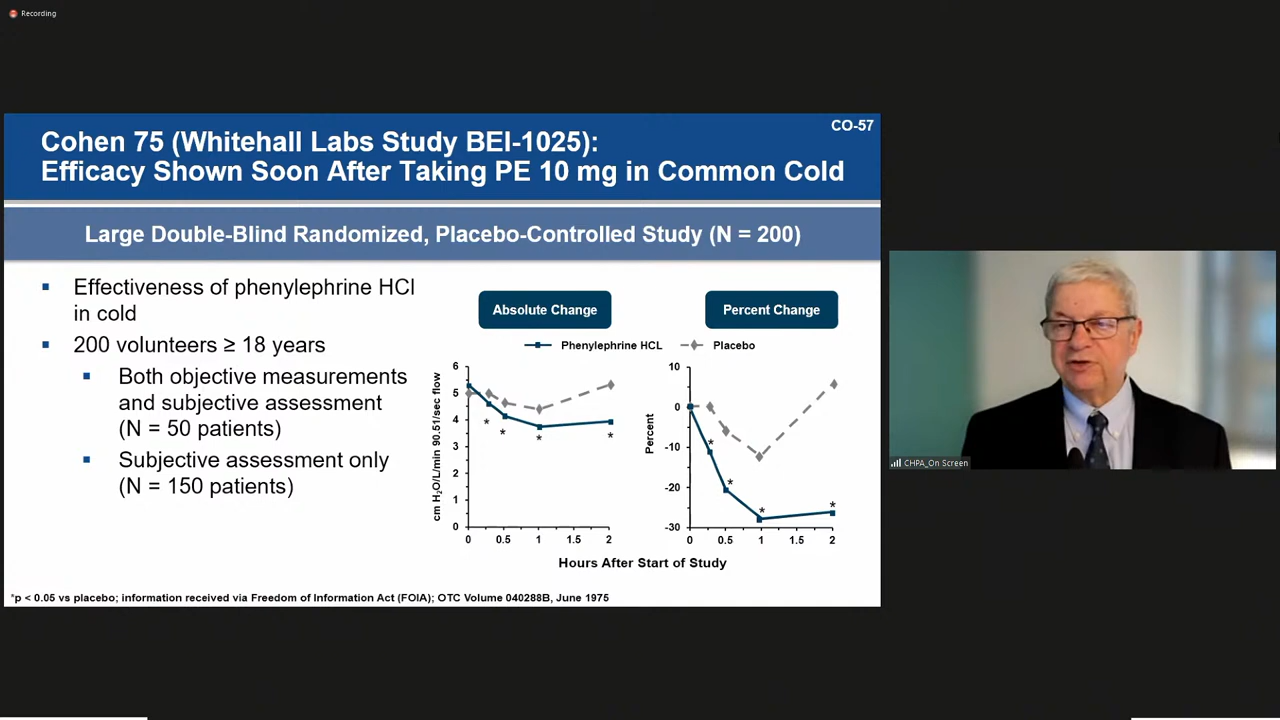 Recording
CO-57
Cohen 75 (Whitehall Labs Study BEI-1025):
Efficacy Shown Soon After Taking PE 10 mg in Common Cold
Large Double-Blind Randomized, Placebo-Controlled Study (N = 200)
▪ Effectiveness of phenylephrine HCl
in cold
▪ 200 volunteers ≥ 18 years
▪ Both objective measurements
and subjective assessment
(N = 50 patients)
▪ Subjective assessment only
(N = 150 patients)
Absolute Change
Percent Change
Phenylephrine HCL
Placebo
cm H₂O/L/min 90.51/sec flow
6
5
4
3
2
1
0
* * * *
0 0.5 1 1.5 2
Percent
10
0
-10
-20
-30
* * * *
0 0.5 1 1.5 2
Hours After Start of Study
*p < 0.05 vs placebo; information received via Freedom of Information Act (FOIA); OTC Volume 040288B, June 1975
CHPA_On Screen